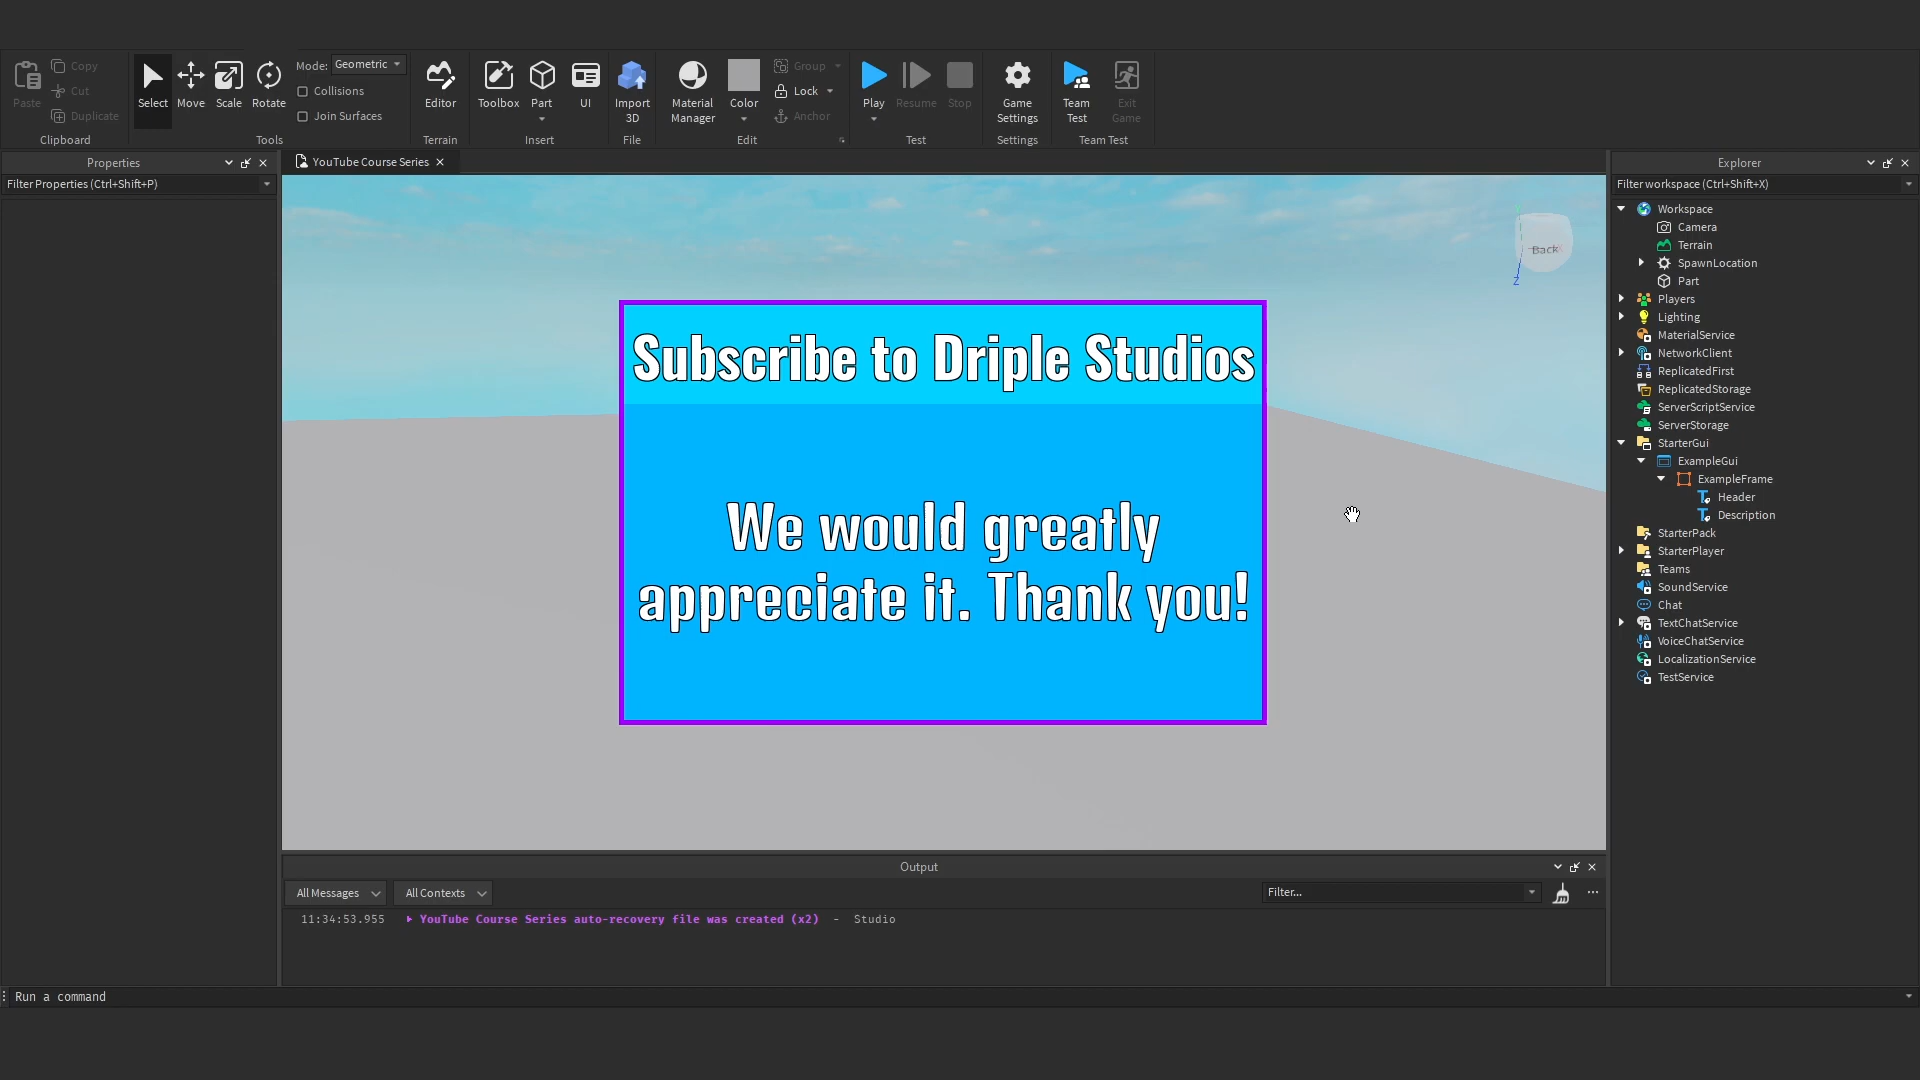 Paste
Copy
Cut
Duplicate
Clipboard
Select
Move
Scale
Rotate
Mode: Geometric
Collisions
Join Surfaces
Tools
Editor
Terrain
Toolbox
Part
UI
Insert
Import
3D
File
Material
Manager
Color
Group
Lock
Anchor
Edit
Play
Resume
Stop
Test
Game
Settings
Settings
Team
Test
Exit
Game
Team Test
Properties
Filter Properties (Ctrl+Shift+P)
YouTube Course Series
Y
Back
Z
Subscribe to Driple Studios
We would greatly
appreciate it. Thank you!
Explorer
Filter workspace (Ctrl+Shift+X)
Workspace
Camera
Terrain
SpawnLocation
Part
Players
Lighting
MaterialService
NetworkClient
ReplicatedFirst
ReplicatedStorage
ServerScriptService
ServerStorage
StarterGui
ExampleGui
ExampleFrame
Header
Description
StarterPack
StarterPlayer
Teams
SoundService
Chat
TextChatService
VoiceChatService
LocalizationService
TestService
Output
All Messages
All Contexts
Filter...
11:34:53.955 YouTube Course Series auto-recovery file was created (x2) - Studio
Run a command